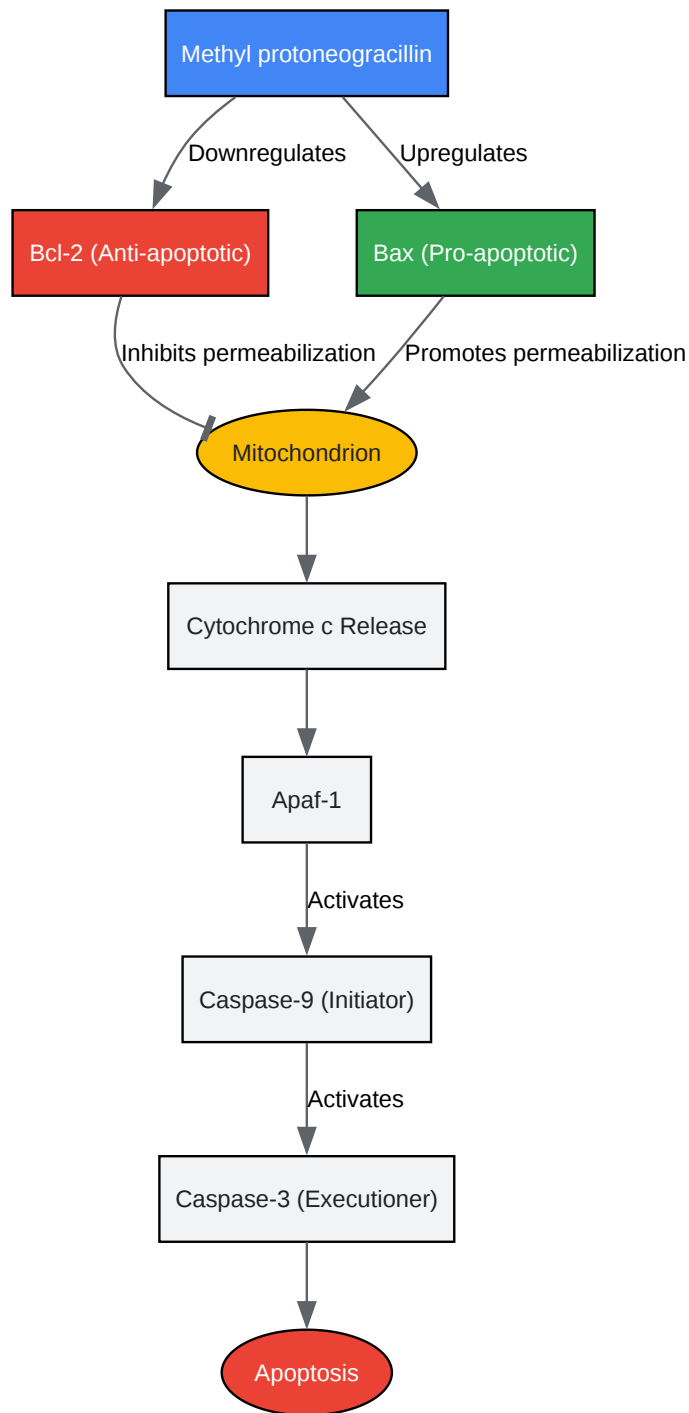 Methyl protoneogracillin
Downregulates
Upregulates
Bcl-2 (Anti-apoptotic)
Bax (Pro-apoptotic)
Inhibits permeabilization
Promotes permeabilization
Mitochondrion
Cytochrome c Release
Apaf-1
Activates
Caspase-9 (Initiator)
Activates
Caspase-3 (Executioner)
Apoptosis